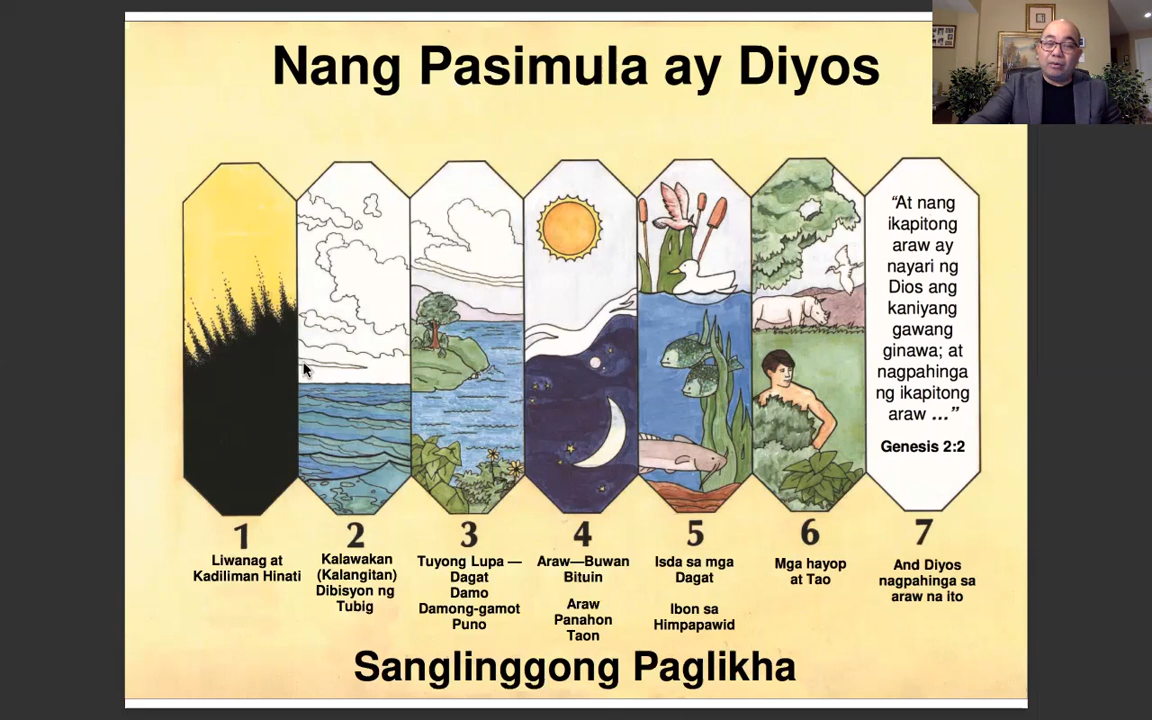 Nang Pasimula ay Diyos
“At nang
ikapitong
araw ay
nayari ng
Dios ang
kaniyang
gawang
ginawa; at
nagpahinga
ng ikapitong
araw ...”
Genesis 2:2
1
Liwanag at
Kadiliman Hinati
2
Kalawakan
(Kalangitan)
Dibisyon ng
Tubig
3
Tuyong Lupa —
Dagat
Damo
Damong-gamot
Puno
4
Araw—Buwan
Bituin
Araw
Panahon
Taon
5
Isda sa mga
Dagat
Ibon sa
Himpapawid
6
Mga hayop
at Tao
7
And Diyos
nagpahinga sa
araw na ito
Sanglinggong Paglikha